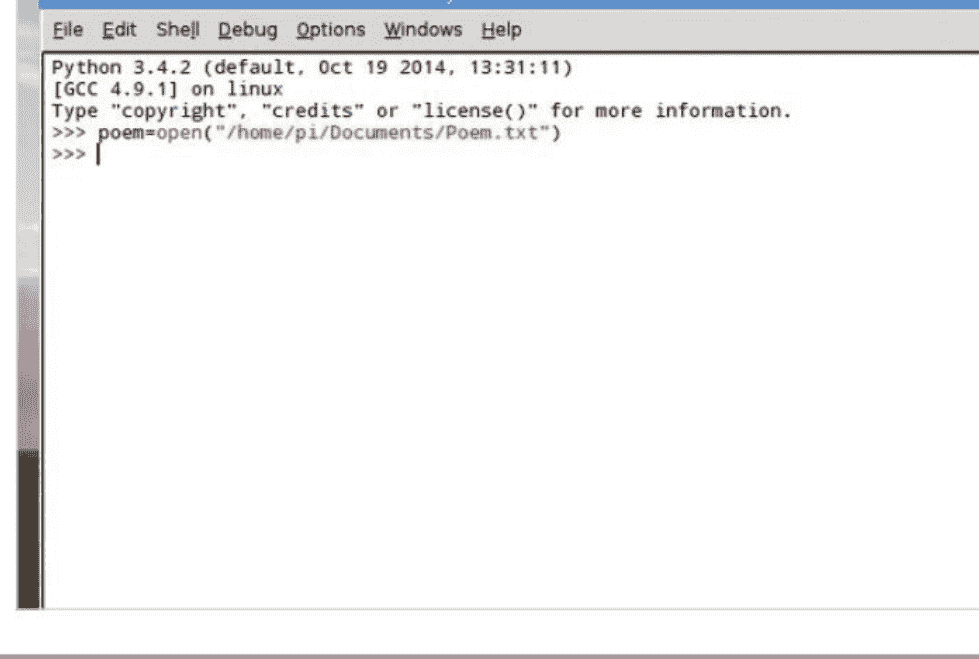 File Edit Shell Debug Options Windows Help
Python 3.4.2 (default, Oct 19 2014, 13:31:11)
[GCC 4.9.1] on linux
Type "copyright", "credits" or "license()" for more information.
>>> poem=open("/home/pi/Documents/Poem.txt")
>>>